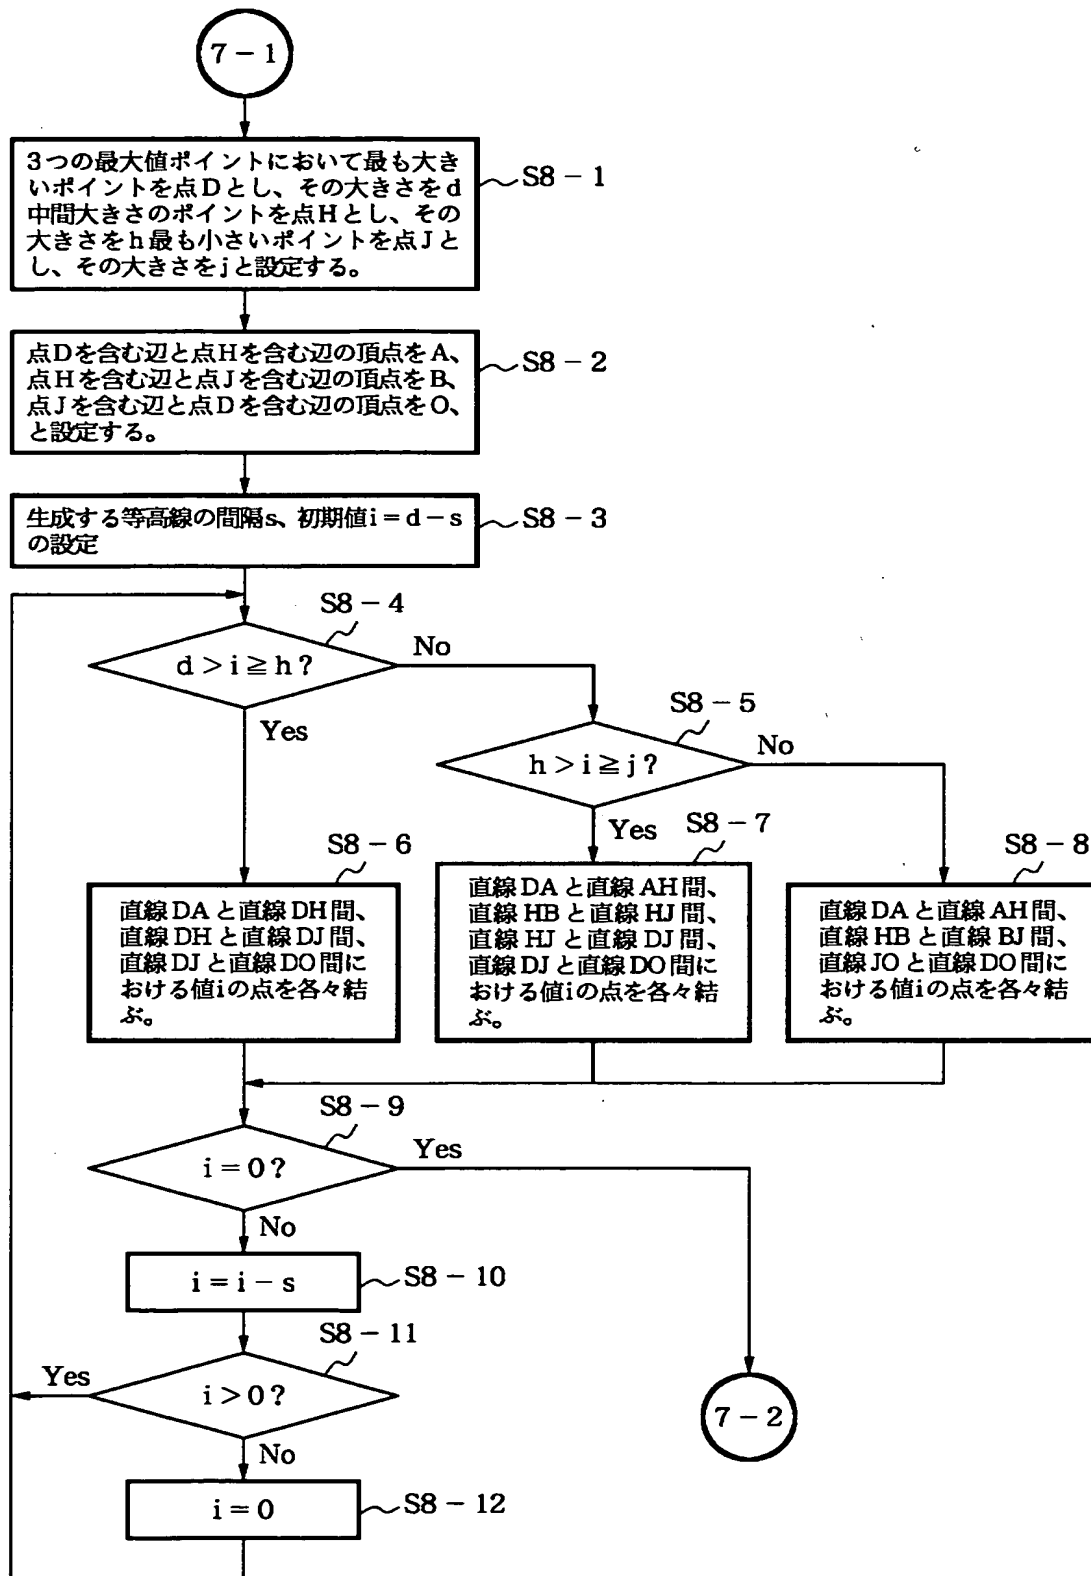 7-1
3つの最大値ポイントにおいて最も大き
いポイントを点Dとし、その大きさをd
中間大きさのポイントを点Hとし、その
大きさをh最も小さいポイントを点Jと
し、その大きさをjと設定する。
S8-1
点Dを含む辺と点Hを含む辺の頂点をA、
点Hを含む辺と点Jを含む辺の頂点をB、
点Jを含む辺と点Dを含む辺の頂点をO、
と設定する。
S8-2
生成する等高線の間隔s、初期値i=d-s
の設定
S8-3
S8-4
d>i≧h?
No
Yes
S8-5
h>i≧j?
No
Yes
S8-6
直線DAと直線DH間、
直線DHと直線DJ間、
直線DJと直線DO間に
おける値iの点を各々結
ぶ。
S8-7
直線DAと直線AH間、
直線HBと直線HJ間、
直線HJと直線DJ間、
直線DJと直線DO間に
おける値iの点を各々結
ぶ。
S8-8
直線DAと直線AH間、
直線HBと直線BJ間、
直線JOと直線DO間に
おける値iの点を各々結
ぶ。
S8-9
i=0?
Yes
No
i=i-s
S8-10
S8-11
Yes
i>0?
No
7-2
i=0
S8-12